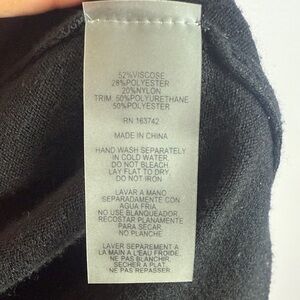 52%VISCOSE
28%POLYESTER
20%NYLON
TRIM: 50%POLYURETHANE
50%POLYESTER
RN 163742
MADE IN CHINA
HAND WASH SEPARATELY
IN COLD WATER.
DO NOT BLEACH.
LAY FLAT TO DRY.
DO NOT IRON
LAVAR A MANO
SEPARADAMENTE CON
AGUA FRIA.
NO USE BLANQUEADOR.
RECOSTAR PLANAMENTE
PARA SECAR.
NO PLANCHE
LAVER SEPAREMENT A
LA MAIN A L'EAU FROIDE.
NE PAS BLANCHIR.
SECHER A PLAT.
NE PAS REPASSER.